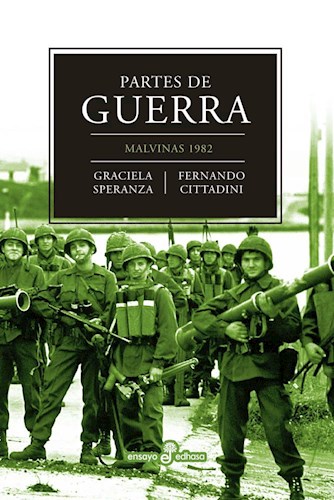 PARTES DE
GUERRA
MALVINAS 1982
GRACIELA
SPERANZA
FERNANDO
CITTADINI
ensayo edhasa